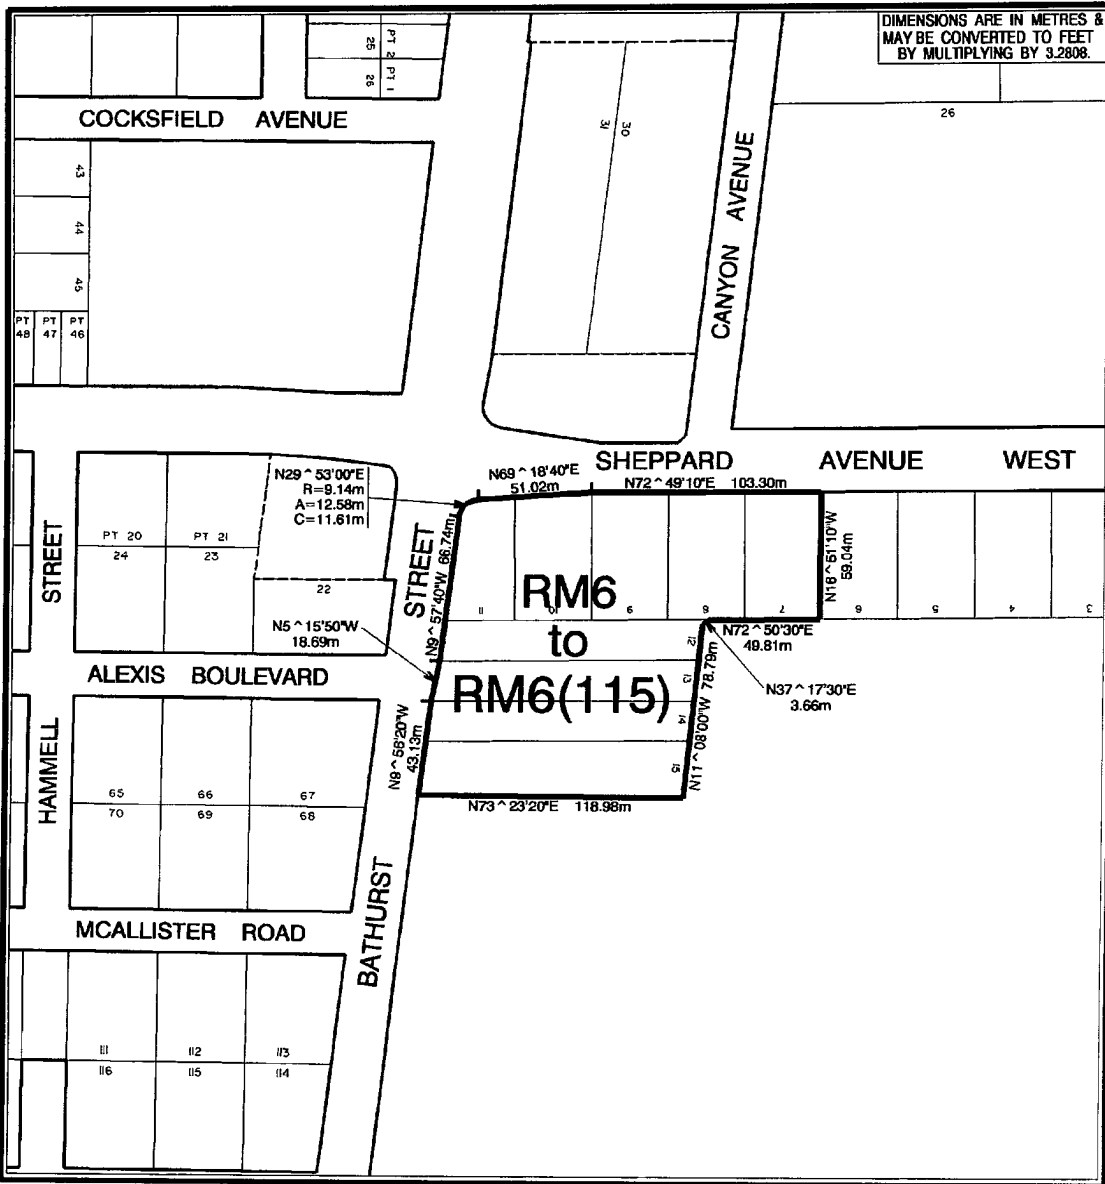 DIMENSIONS ARE IN METRES &
MAY BE CONVERTED TO FEET
BY MULTIPLYING BY 3.2808.
PT 2
25
PT 1
26
COCKSFIELD AVENUE
31
30
26
CANYON AVENUE
43
44
45
PT 48
PT 47
PT 46
SHEPPARD AVENUE WEST
N29^53'00"E
R=9.14m
A=12.58m
C=11.61m
N69^18'40"E
51.02m
N72^49'10"E 103.30m
PT 20
24
PT 21
23
22
STREET
STREET
N9^57'40"W 66.74m
N16^51'10"W
59.04m
RM6
to
RM6(115)
11
10
9
8
7
6
5
4
3
N5^15'50"W
18.69m
N72^50'30"E
49.81m
12
13
14
15
N11^08'00"W 78.79m
N37^17'30"E
3.66m
ALEXIS BOULEVARD
43.13m
N73^23'20"E 118.98m
HAMMELL
65
66
67
70
69
68
BATHURST
MCALLISTER ROAD
111
112
113
116
115
114